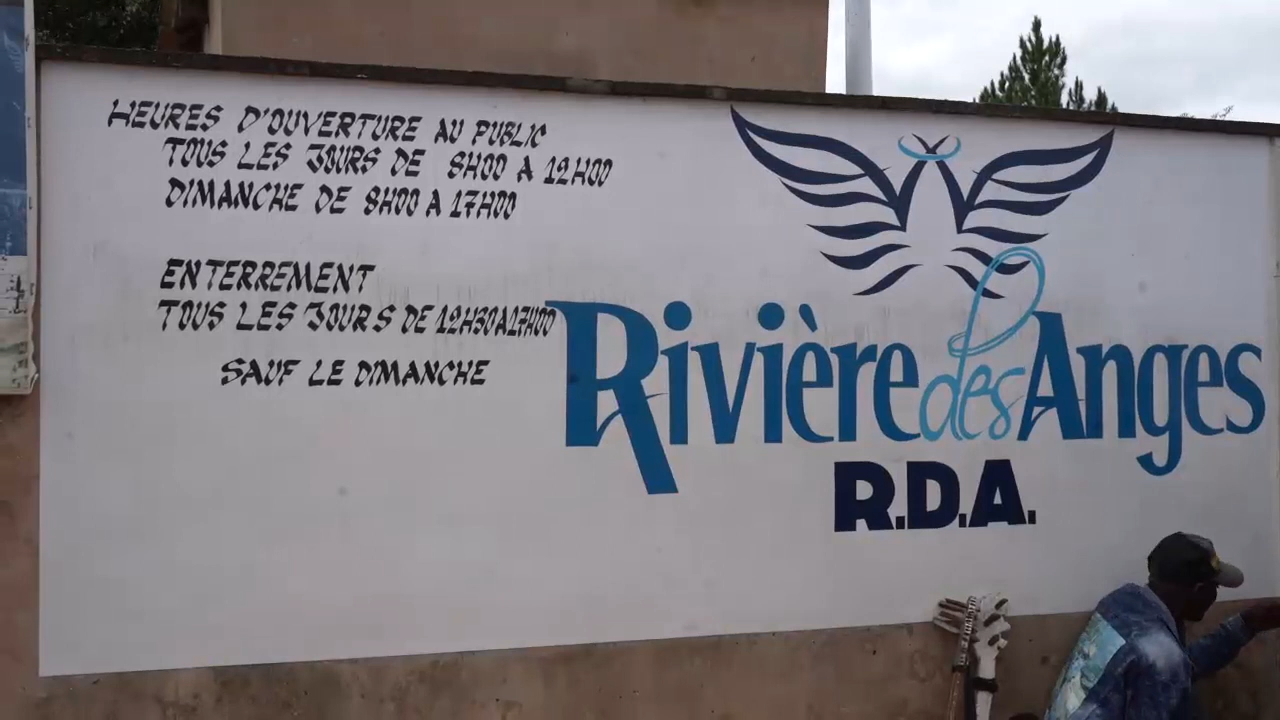 HEURES D'OUVERTURE AU PUBLIC
TOUS LES JOURS DE 8H00 A 12H00
DIMANCHE DE 8H00 A 17H00
ENTERREMENT
TOUS LES JOURS DE 12H30 A 17H00
SAUF LE DIMANCHE
Rivière des Anges
R.D.A.